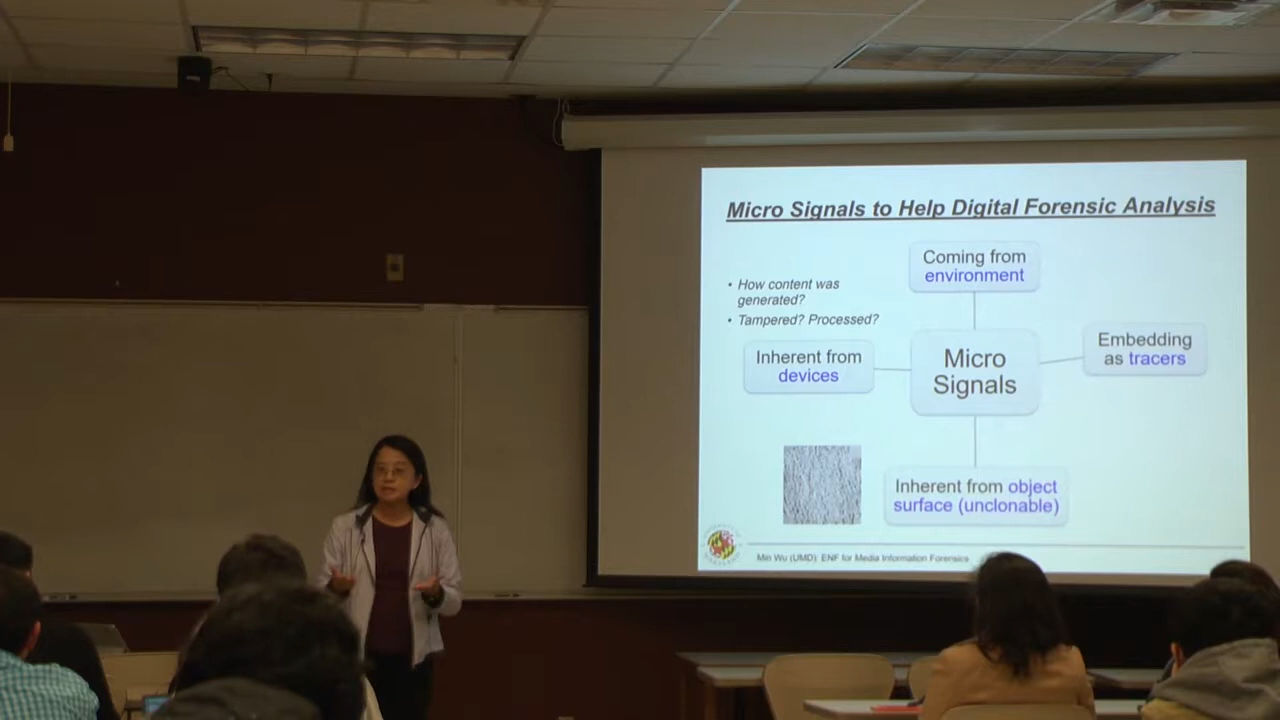 Micro Signals to Help Digital Forensic Analysis
Coming from
environment
• How content was
generated?
• Tampered? Processed?
Inherent from
devices
Micro
Signals
Embedding
as tracers
Inherent from object
surface (unclonable)
Min Wu (UMD): ENF for Media Information Forensics